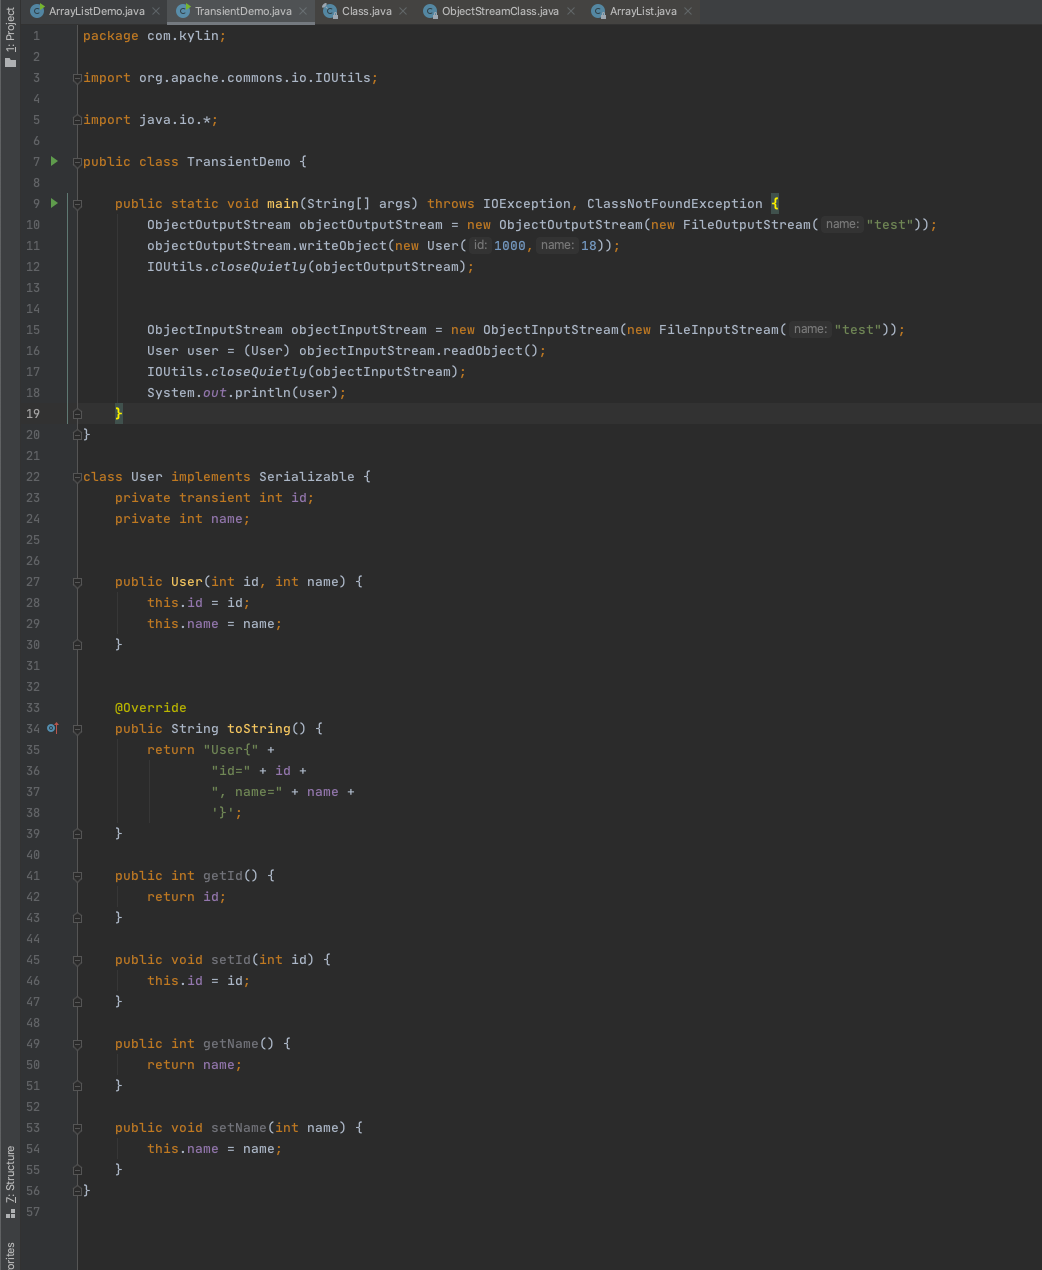 ArrayListDemo.java TransientDemo.java Class.java ObjectStreamClass.java ArrayList.java
1: Project
1 package com.kylin;
2
3 import org.apache.commons.io.IOUtils;
4
5 import java.io.*;
6
7 public class TransientDemo {
8
9 public static void main(String[] args) throws IOException, ClassNotFoundException {
10 ObjectOutputStream objectOutputStream = new ObjectOutputStream(new FileOutputStream( name: "test"));
11 objectOutputStream.writeObject(new User( id: 1000, name: 18));
12 IOUtils.closeQuietly(objectOutputStream);
13
14
15 ObjectInputStream objectInputStream = new ObjectInputStream(new FileInputStream( name: "test"));
16 User user = (User) objectInputStream.readObject();
17 IOUtils.closeQuietly(objectInputStream);
18 System.out.println(user);
19 }
20 }
21
22 class User implements Serializable {
23 private transient int id;
24 private int name;
25
26
27 public User(int id, int name) {
28 this.id = id;
29 this.name = name;
30 }
31
32
33 @Override
34 public String toString() {
35 return "User{" +
36 "id=" + id +
37 ", name=" + name +
38 '}';
39 }
40
41 public int getId() {
42 return id;
43 }
44
45 public void setId(int id) {
46 this.id = id;
47 }
48
49 public int getName() {
50 return name;
51 }
52
53 public void setName(int name) {
54 this.name = name;
55 }
56 }
57
7: Structure
orites